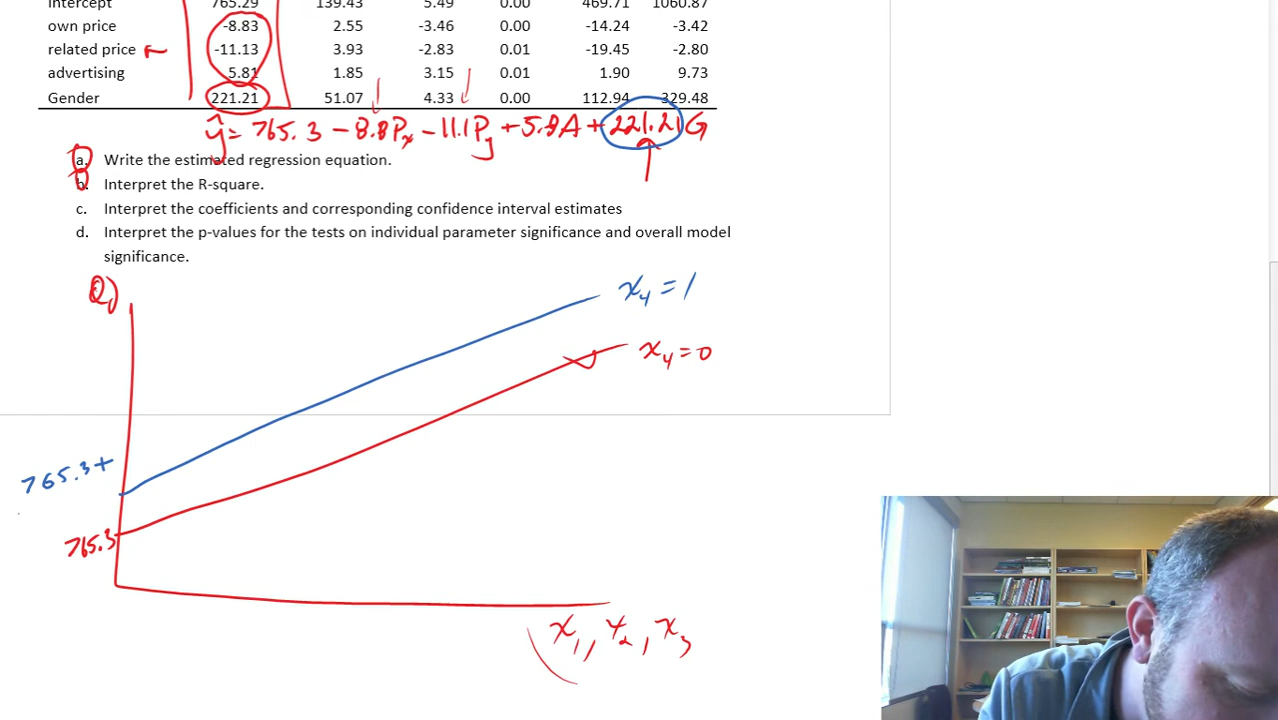 Intercept 765.29 139.43 5.49 0.00 469.71 1060.87
own price -8.83 2.55 -3.46 0.00 -14.24 -3.42
related price -11.13 3.93 -2.83 0.01 -19.45 -2.80
advertising 5.81 1.85 3.15 0.01 1.90 9.73
Gender 221.21 51.07 4.33 0.00 112.94 329.48
ŷ = 765.3 - 8.8Px - 11.1Py + 5.8A + 221.21G
a. Write the estimated regression equation.
b. Interpret the R-square.
c. Interpret the coefficients and corresponding confidence interval estimates
d. Interpret the p-values for the tests on individual parameter significance and overall model
significance.
x4 = 1
x4 = 0
765.3+
765.3
x1, x2, x3